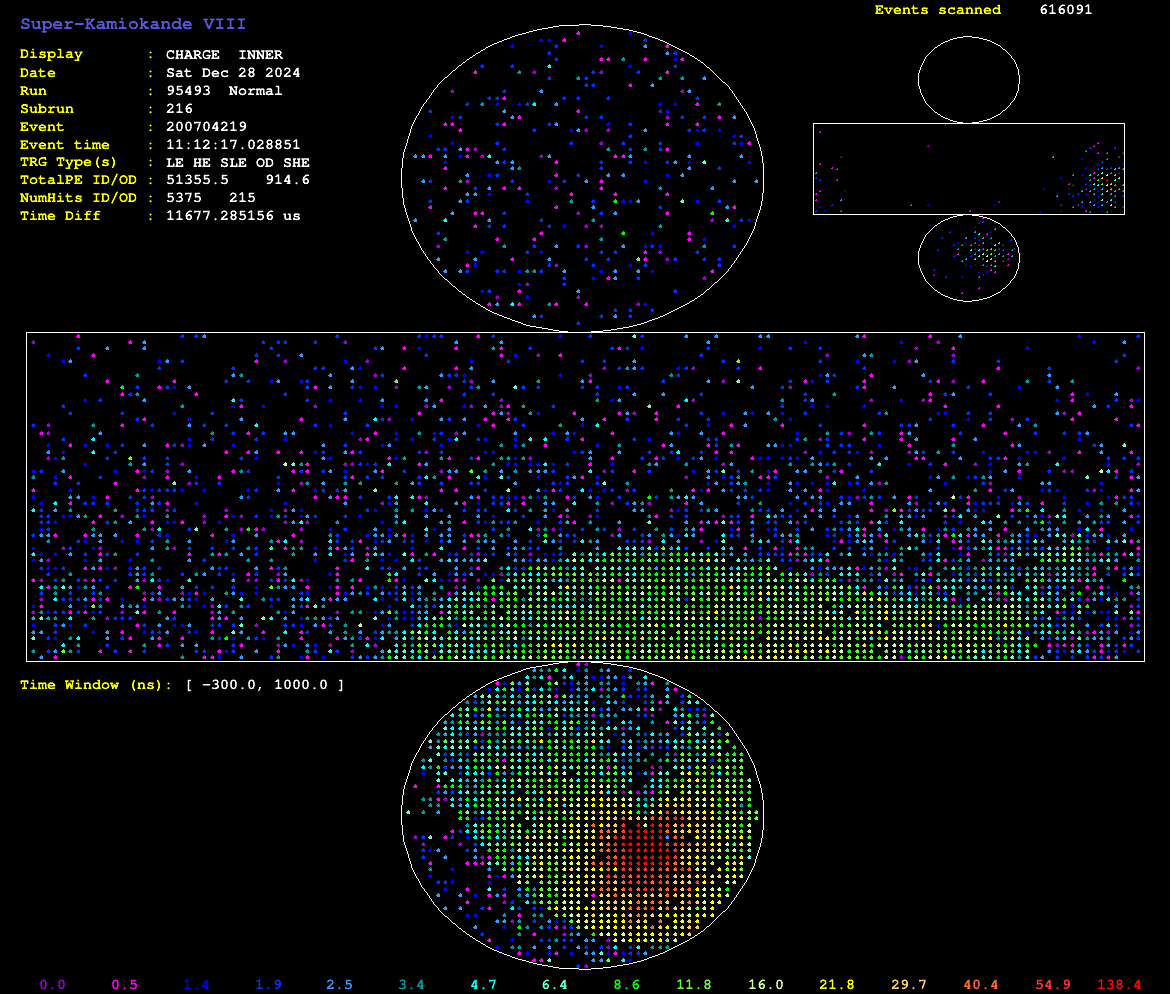 Super-Kamiokande VIII
Events scanned 616091
Display : CHARGE INNER
Date : Sat Dec 28 2024
Run : 95493 Normal
Subrun : 216
Event : 200704219
Event time : 11:12:17.028851
TRG Type(s) : LE HE SLE OD SHE
TotalPE ID/OD : 51355.5 914.6
NumHits ID/OD : 5375 215
Time Diff : 11677.285156 us
Time Window (ns): [ -300.0, 1000.0 ]
0.0 0.5 1.4 1.9 2.5 3.4 4.7 6.4 8.6 11.8 16.0 21.8 29.7 40.4 54.9 138.4